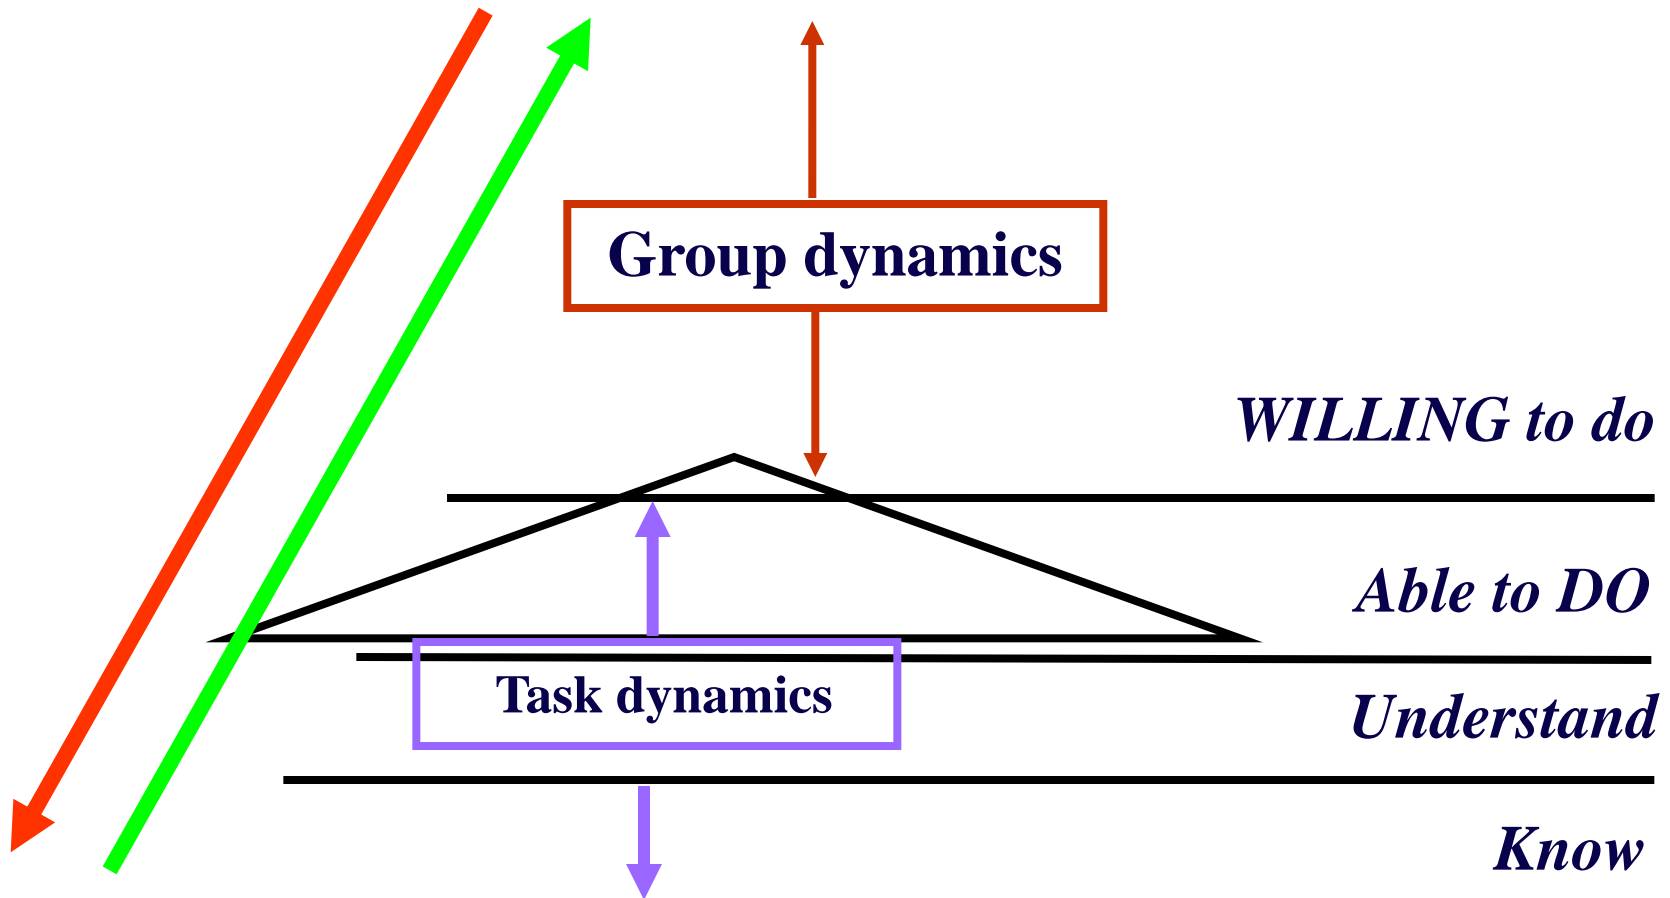 Group dynamics
WILLING to do
Able to DO
Task dynamics
Understand
Know